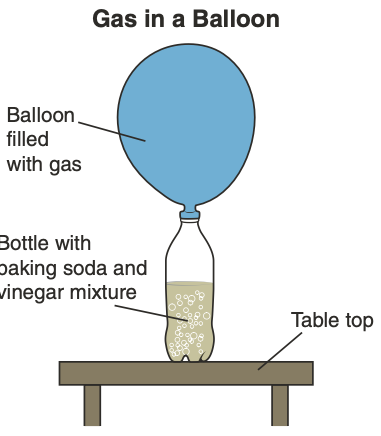 Gas in a Balloon
Balloon
filled
with gas
Bottle with
baking soda and
vinegar mixture
Table top